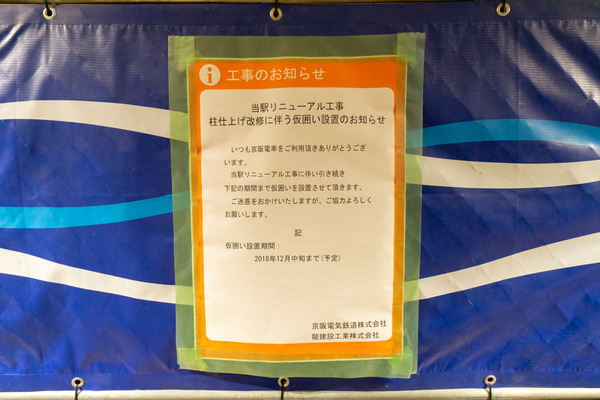 i 工事のお知らせ
当駅リニューアル工事
柱仕上げ改修に伴う仮囲い設置のお知らせ
いつも京阪電車をご利用頂きありがとうござ
います。
当駅リニューアル工事に伴い引き続き
下記の期間まで仮囲いを設置させて頂きます。
ご迷惑をおかけいたしますが、ご協力よろしく
お願いします。
記
仮囲い設置期間:
2018年12月中旬まで(予定)
京阪電気鉄道株式会社
龍建設工業株式会社